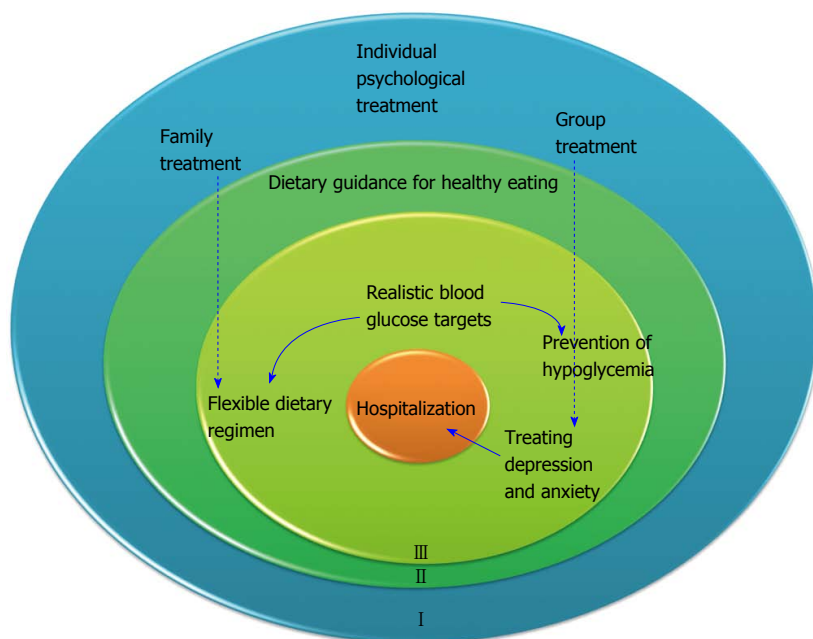 Individual
psychological
treatment
Family
treatment
Group
treatment
Dietary guidance for healthy eating
Realistic blood
glucose targets
Prevention of
hypoglycemia
Flexible dietary
regimen
Hospitalization
Treating
depression
and anxiety
Ⅲ
Ⅱ
Ⅰ